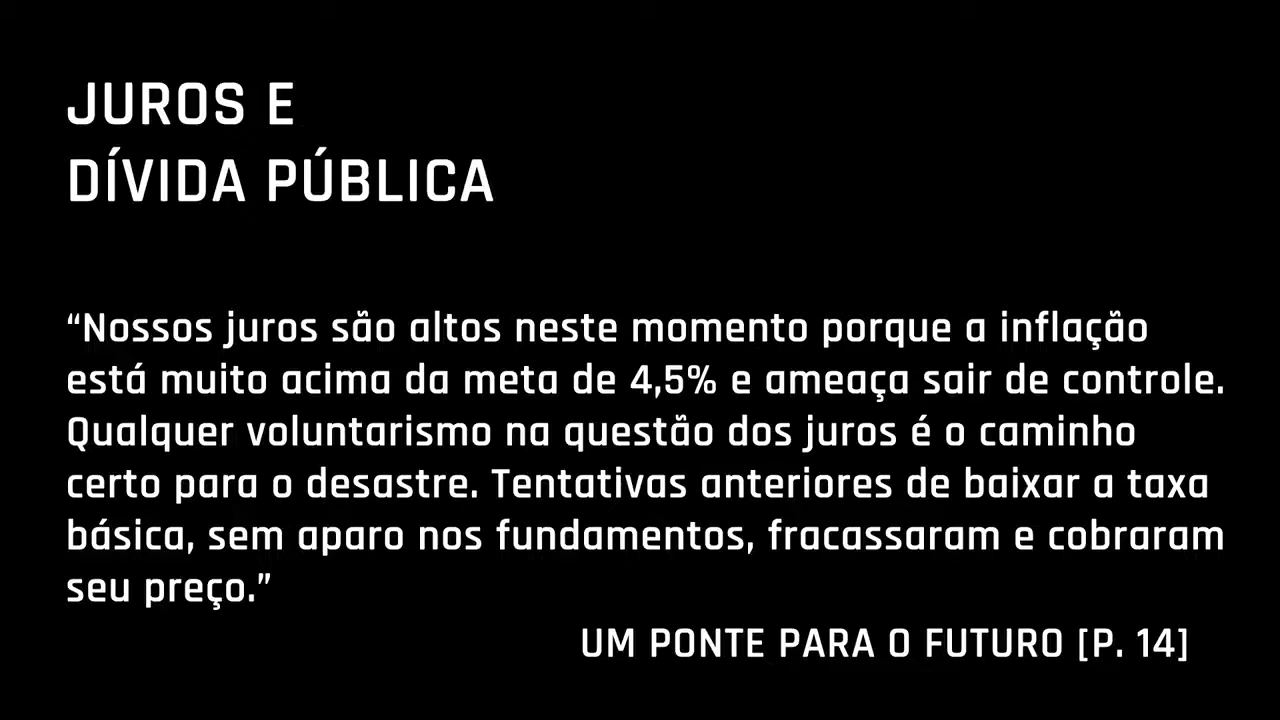 JUROS E
DÍVIDA PÚBLICA
“Nossos juros são altos neste momento porque a inflação
está muito acima da meta de 4,5% e ameaça sair de controle.
Qualquer voluntarismo na questão dos juros é o caminho
certo para o desastre. Tentativas anteriores de baixar a taxa
básica, sem aparo nos fundamentos, fracassaram e cobraram
seu preço.”
UM PONTE PARA O FUTURO [P. 14]